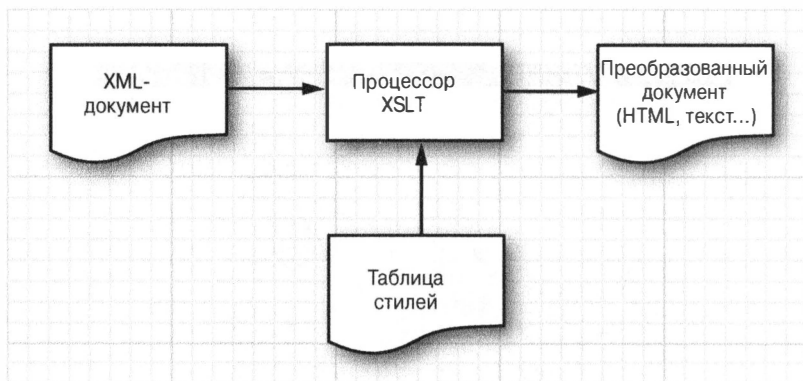 XML-
документ
Процессор
XSLT
Преобразованный
документ
(HTML, текст...)
Таблица
стилей